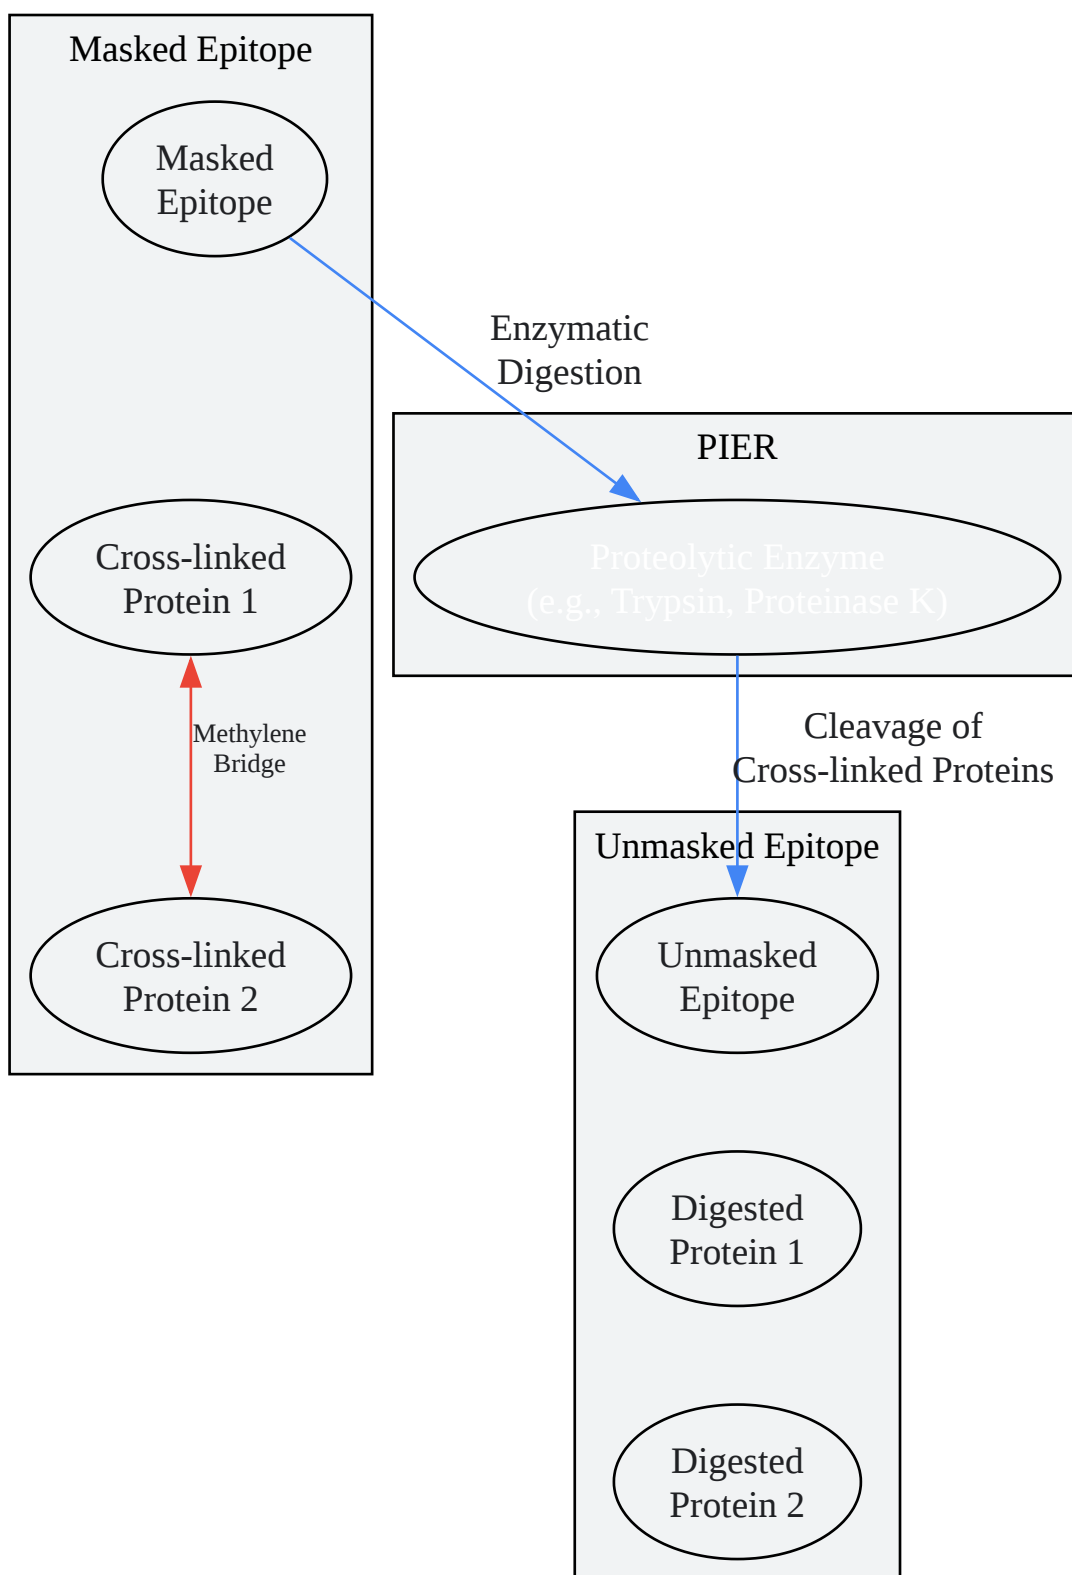 Masked Epitope
Masked
Epitope
Enzymatic
Digestion
PIER
Cross-linked
Protein 1
Proteolytic Enzyme
(e.g., Trypsin, Proteinase K)
Methylene
Bridge
Cleavage of
Cross-linked Proteins
Unmasked Epitope
Cross-linked
Protein 2
Unmasked
Epitope
Digested
Protein 1
Digested
Protein 2